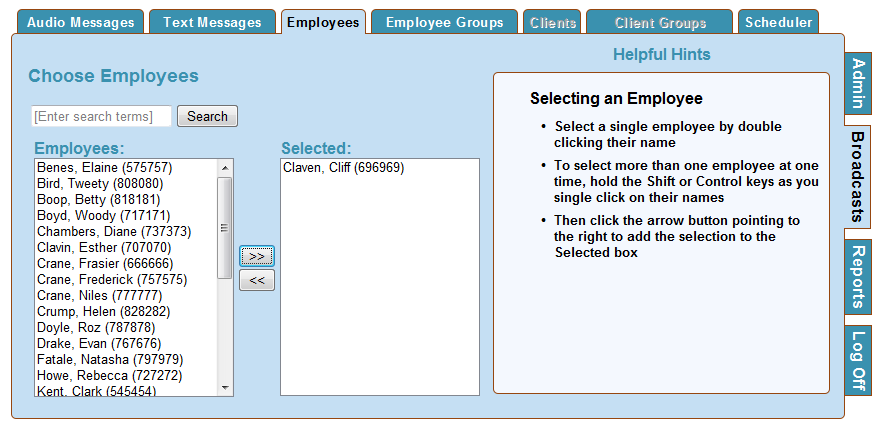 Audio Messages
Text Messages
Employees
Employee Groups
Clients
Client Groups
Scheduler
Choose Employees
[Enter search terms]
Search
Employees:
Benes, Elaine (575757)
Bird, Tweety (808080)
Boop, Betty (818181)
Boyd, Woody (717171)
Chambers, Diane (737373)
Clavin, Esther (707070)
Crane, Frasier (666666)
Crane, Frederick (757575)
Crane, Niles (777777)
Crump, Helen (828282)
Doyle, Roz (787878)
Drake, Evan (767676)
Fatale, Natasha (797979)
Howe, Rebecca (727272)
Kent, Clark (545454)
>>
<<
Selected:
Claven, Cliff (696969)
Helpful Hints
Selecting an Employee
• Select a single employee by double
clicking their name
• To select more than one employee at one
time, hold the Shift or Control keys as you
single click on their names
• Then click the arrow button pointing to
the right to add the selection to the
Selected box
Admin
Broadcasts
Reports
Log Off